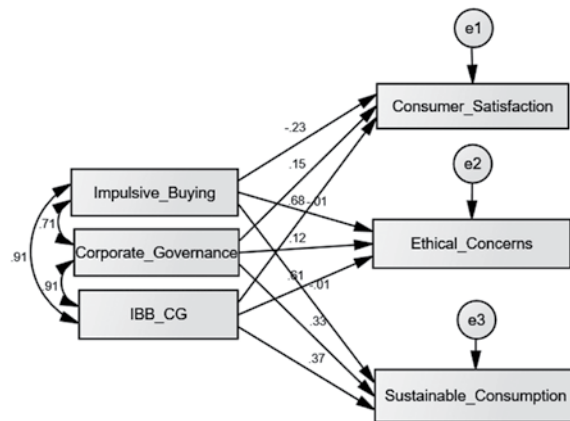 e1
Consumer_Satisfaction
-.23
e2
.15
Impulsive_Buying
.68
-.01
.71
.12
Ethical_Concerns
Corporate_Governance
.91
.91
.61
-.01
IBB_CG
e3
.33
.37
Sustainable_Consumption